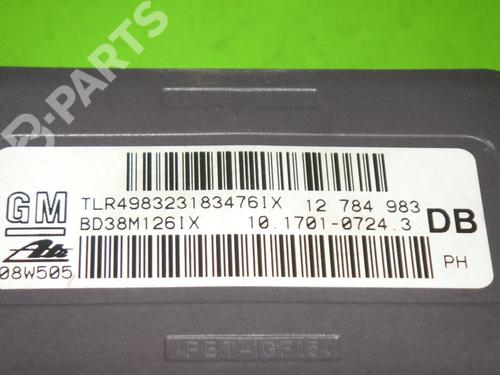 B-PARTS
GM
TLR4983231834761X 12 784 983
BD38M1261X 10.1701-0724.3 DB
Ate
08W505
PH
>PBT-GF15<